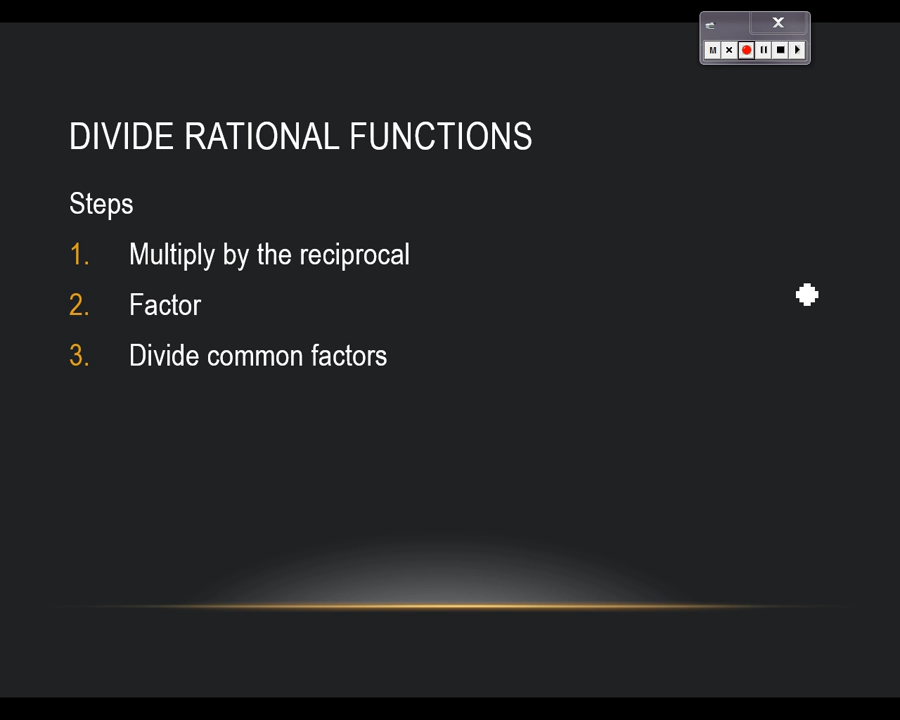 M
DIVIDE RATIONAL FUNCTIONS
Steps
1. Multiply by the reciprocal
2. Factor
3. Divide common factors